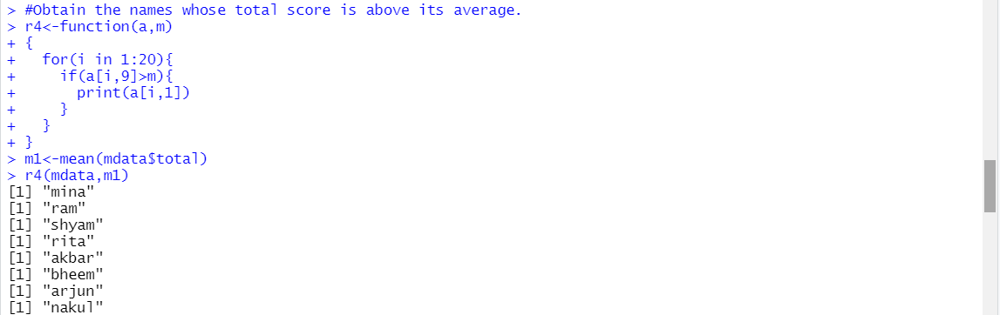 > #Obtain the names whose total score is above its average.
> r4<-function(a,m)
+ {
+   for(i in 1:20){
+     if(a[i,9]>m){
+       print(a[i,1])
+     }
+   }
+ }
> m1<-mean(mdata$total)
> r4(mdata,m1)
[1] "mina"
[1] "ram"
[1] "shyam"
[1] "rita"
[1] "akbar"
[1] "bheem"
[1] "arjun"
[1] "nakul"